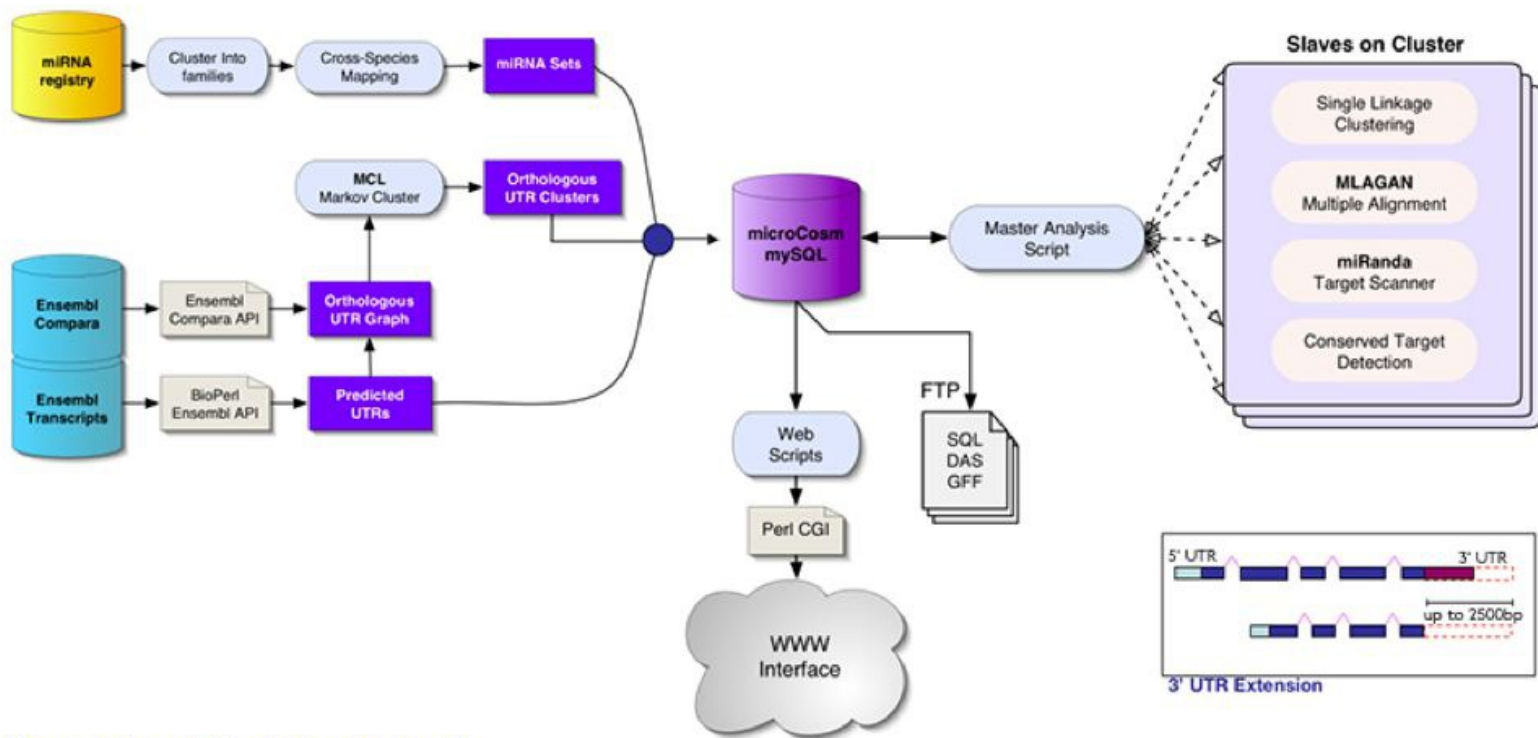 miRNA
registry
Cluster Into
families
Cross-Species
Mapping
miRNA Sets
MCL
Markov Cluster
Orthologous
UTR Clusters
Ensembl
Compara
Ensembl
Compara API
Orthologous
UTR Graph
Ensembl
Transcripts
BioPerl
Ensembl API
Predicted
UTRs
microCosm
mySQL
Master Analysis
Script
Slaves on Cluster
Single Linkage
Clustering
MLAGAN
Multiple Alignment
miRanda
Target Scanner
Conserved Target
Detection
Web
Scripts
Perl CGI
WWW
Interface
FTP
SQL
DAS
GFF
5' UTR
3' UTR
up to 2500bp
3' UTR Extension